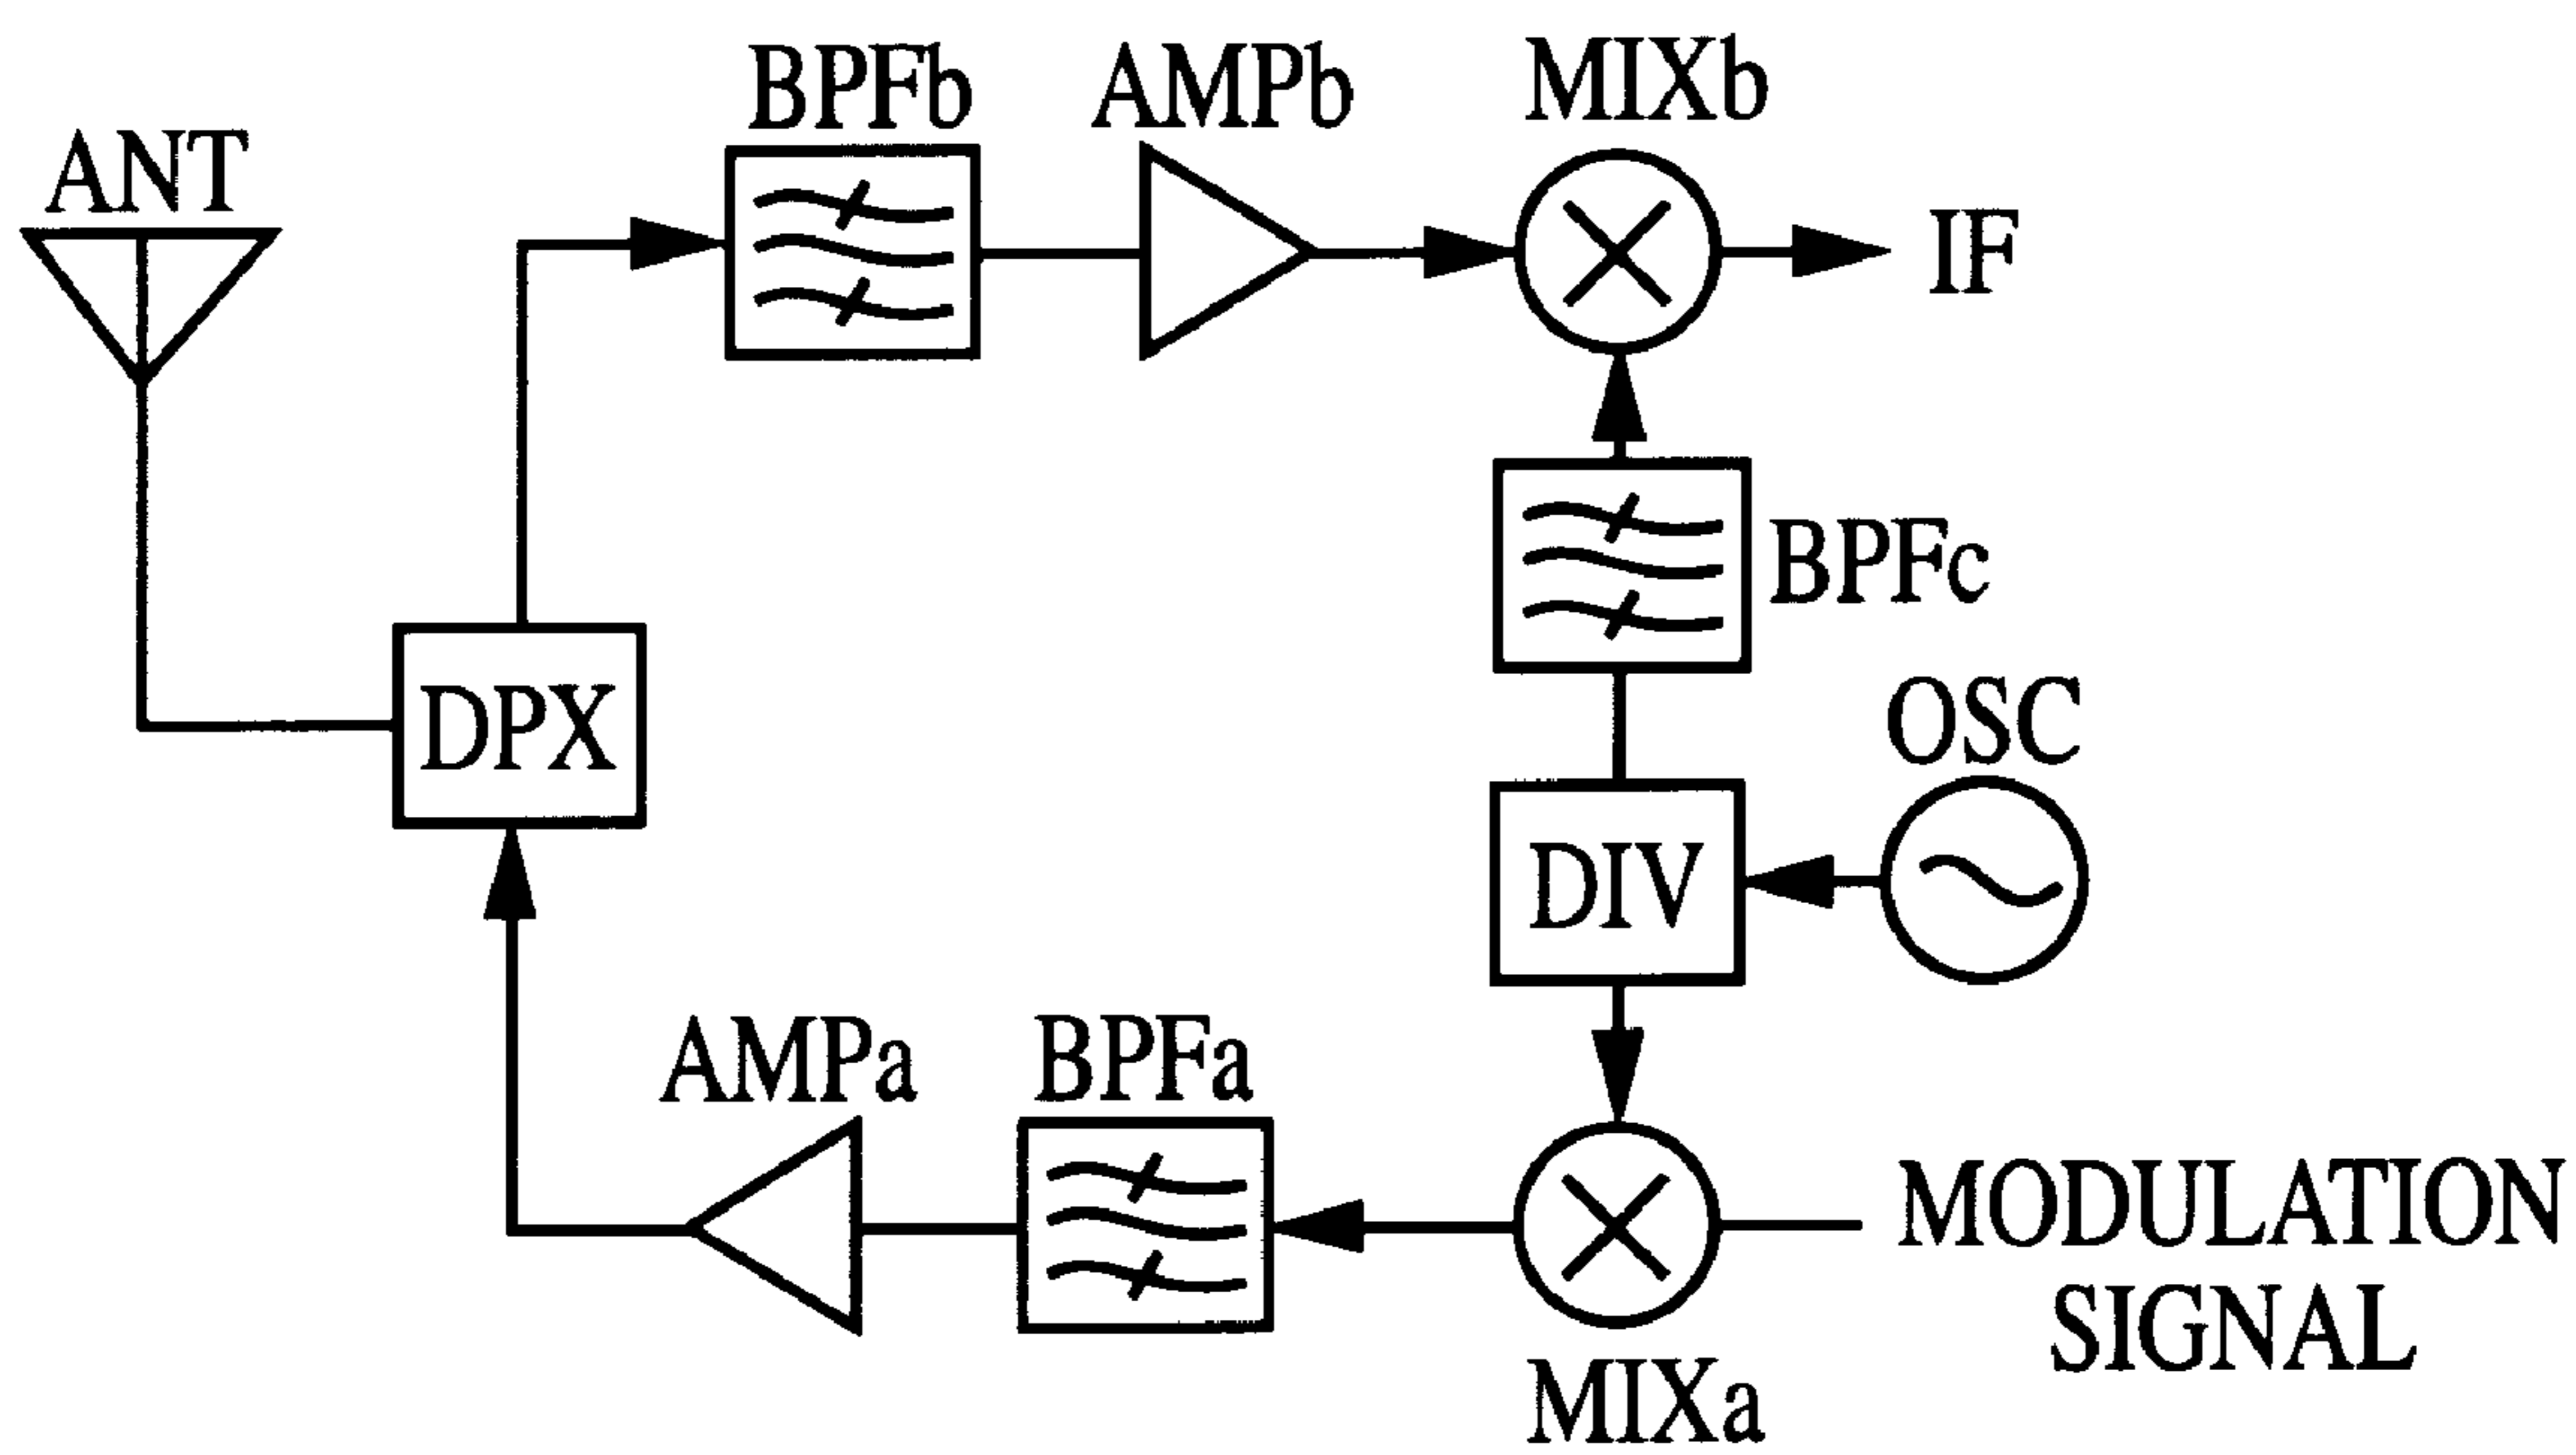 ANT
BPFb
AMPb
MIXb
IF
BPFc
DPX
OSC
DIV
AMPa
BPFa
MIXa
MODULATION
SIGNAL